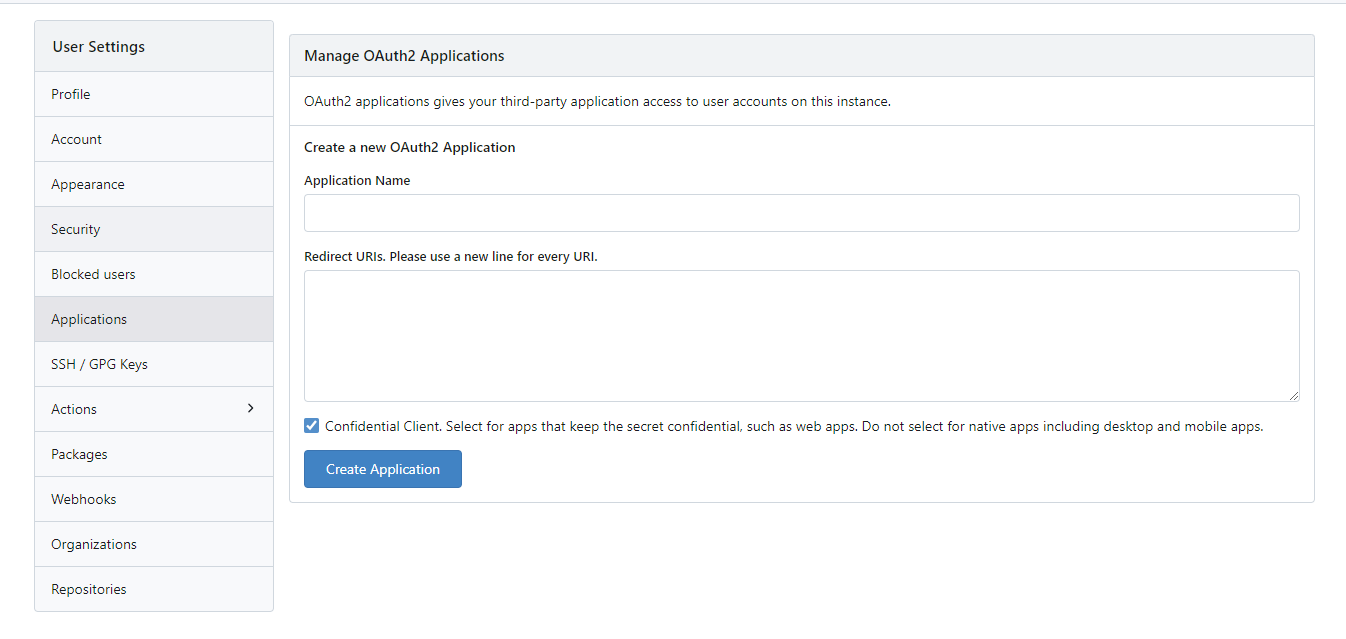 User Settings
Profile
Account
Appearance
Security
Blocked users
Applications
SSH / GPG Keys
Actions
Packages
Webhooks
Organizations
Repositories
Manage OAuth2 Applications
OAuth2 applications gives your third-party application access to user accounts on this instance.
Create a new OAuth2 Application
Application Name
Redirect URIs. Please use a new line for every URI.
Confidential Client. Select for apps that keep the secret confidential, such as web apps. Do not select for native apps including desktop and mobile apps.
Create Application